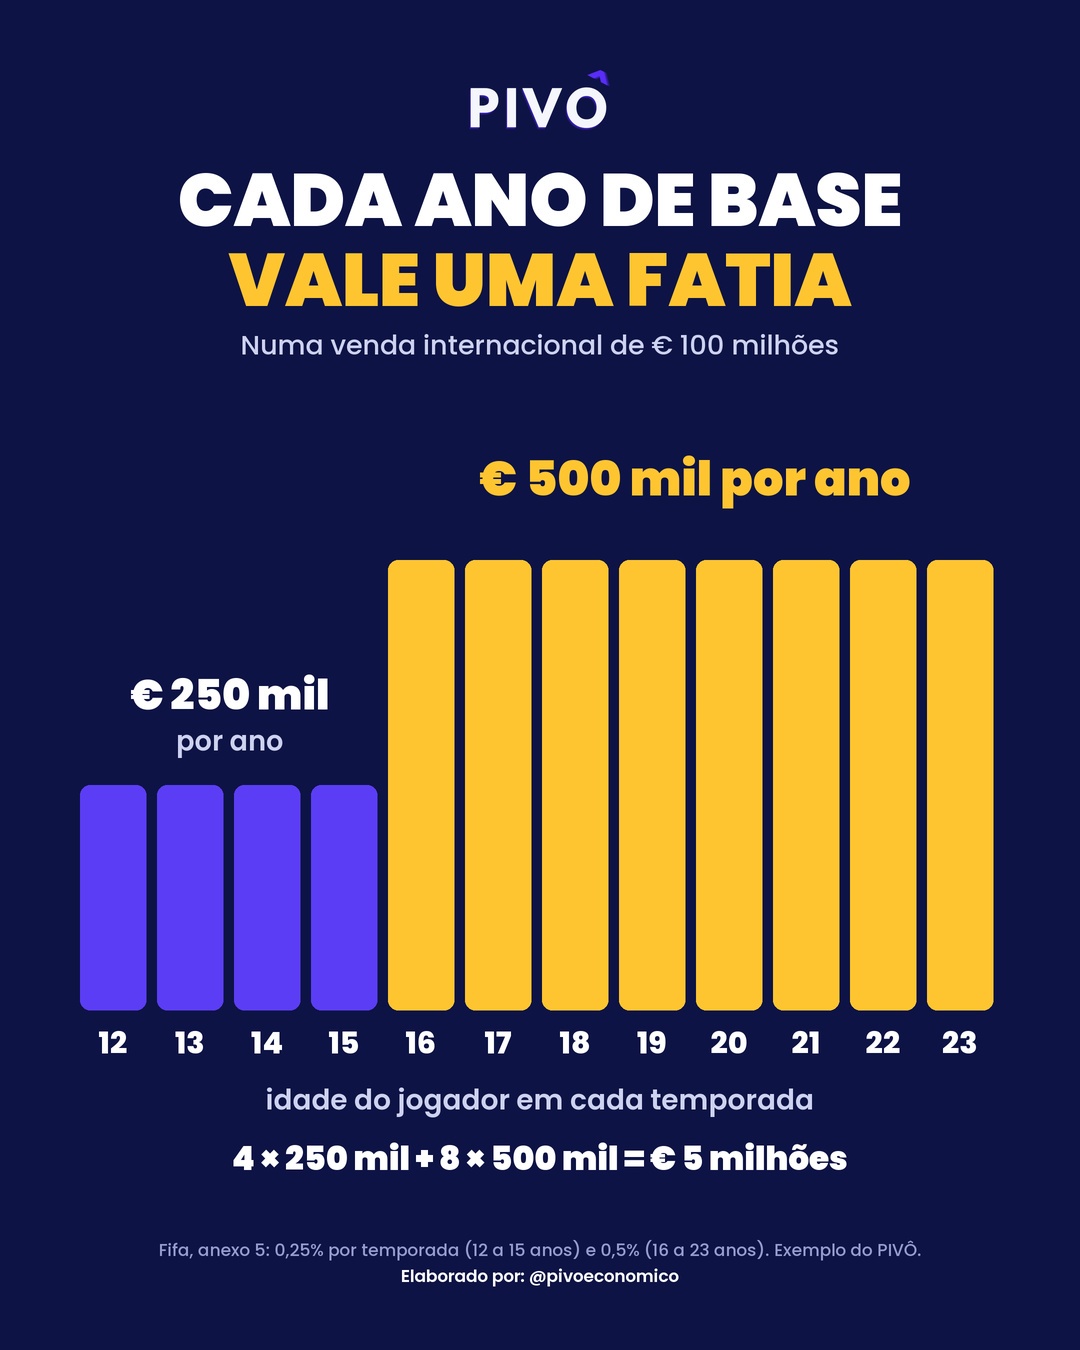 PIVÔ
CADA ANO DE BASE
VALE UMA FATIA
Numa venda internacional de € 100 milhões
€ 500 mil por ano
€ 250 mil
por ano
12 13 14 15 16 17 18 19 20 21 22 23
idade do jogador em cada temporada
4 × 250 mil + 8 × 500 mil = € 5 milhões
Fifa, anexo 5: 0,25% por temporada (12 a 15 anos) e 0,5% (16 a 23 anos). Exemplo do PIVÔ.
Elaborado por: @pivoeconomico